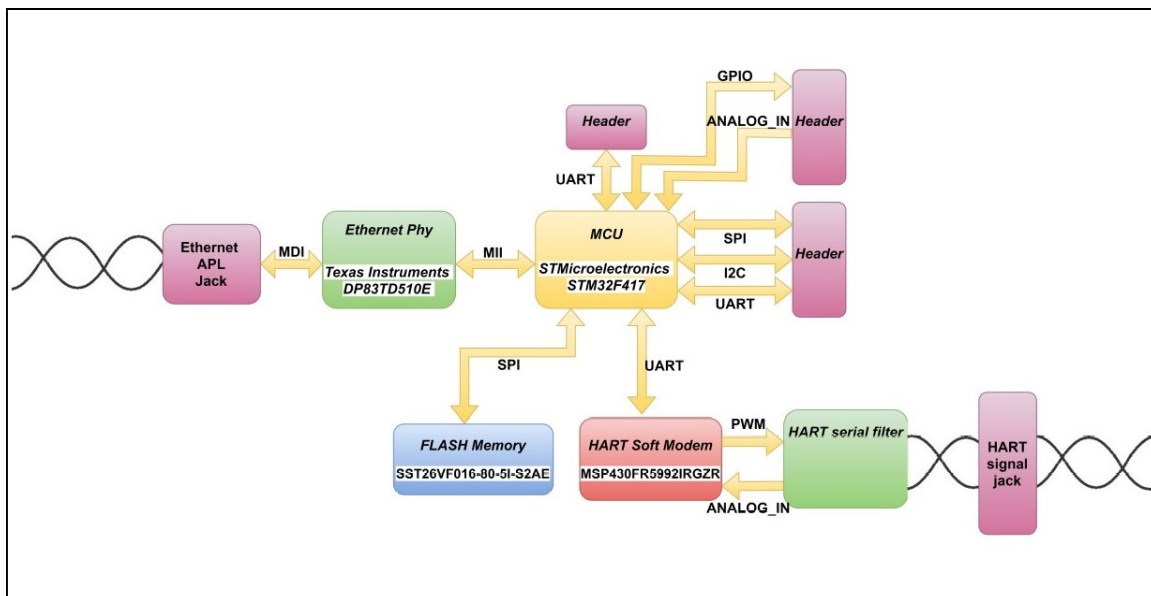 GPIO
Header
ANALOG_IN
Header
UART
Ethernet
APL
Jack
MDI
Ethernet Phy
Texas Instruments
DP83TD510E
MII
MCU
STMicroelectronics
STM32F417
SPI
I2C
UART
Header
SPI
UART
FLASH Memory
SST26VF016-80-5I-S2AE
HART Soft Modem
MSP430FR5992IRGZR
PWM
ANALOG_IN
HART serial filter
HART
signal
jack